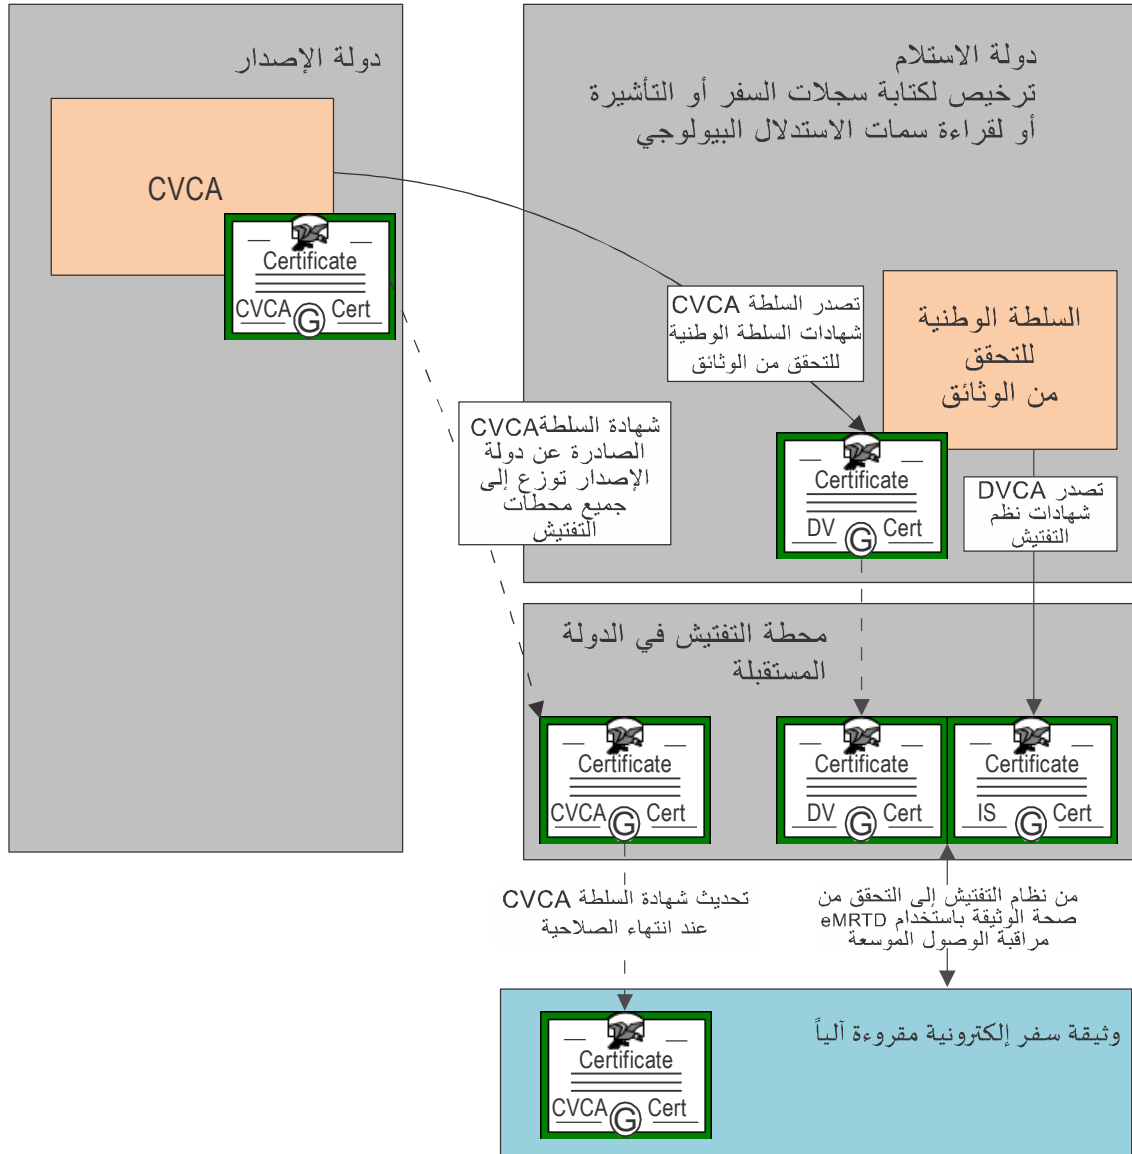 دولة الإصدار
CVCA
Certificate
CVCA G Cert
دولة الاستلام
ترخيص لكتابة سجلات السفر أو التأشيرة
أو لقراءة سمات الاستدلال البيولوجي
تصدر السلطة CVCA
شهادات السلطة الوطنية
للتحقق من الوثائق
السلطة الوطنية
للتحقق
من الوثائق
شهادة السلطة CVCA
الصادرة عن دولة
الإصدار توزع إلى
جميع محطات
التفتيش
Certificate
DV G Cert
تصدر DVCA
شهادات نظم
التفتيش
محطة التفتيش في الدولة
المستقبلة
Certificate
CVCA G Cert
Certificate
DV G Cert
Certificate
IS G Cert
تحديث شهادة السلطة CVCA
عند انتهاء الصلاحية
من نظام التفتيش إلى التحقق من
صحة الوثيقة باستخدام eMRTD
مراقبة الوصول الموسعة
وثيقة سفر إلكترونية مقروءة آلياً
Certificate
CVCA G Cert